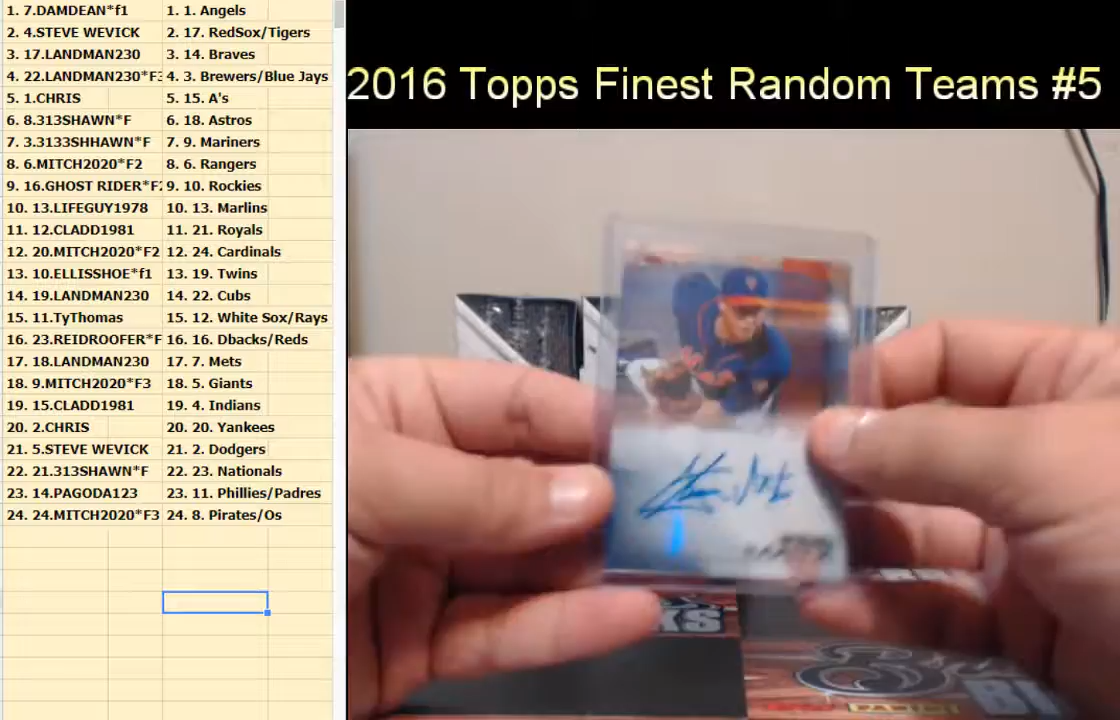 1. 7.DAMDEAN*f1 1. 1. Angels
2. 4.STEVE WEVICK 2. 17. RedSox/Tigers
3. 17.LANDMAN230 3. 14. Braves
4. 22.LANDMAN230*F3 4. 3. Brewers/Blue Jays
5. 1.CHRIS 5. 15. A's
6. 8.313SHAWN*F 6. 18. Astros
7. 3.3133SHHAWN*F 7. 9. Mariners
8. 6.MITCH2020*F2 8. 6. Rangers
9. 16.GHOST RIDER*F2 9. 10. Rockies
10. 13.LIFEGUY1978 10. 13. Marlins
11. 12.CLADD1981 11. 21. Royals
12. 20.MITCH2020*F2 12. 24. Cardinals
13. 10.ELLISSHOE*f1 13. 19. Twins
14. 19.LANDMAN230 14. 22. Cubs
15. 11.TyThomas 15. 12. White Sox/Rays
16. 23.REIDROOFER*F 16. 16. Dbacks/Reds
17. 18.LANDMAN230 17. 7. Mets
18. 9.MITCH2020*F3 18. 5. Giants
19. 15.CLADD1981 19. 4. Indians
20. 2.CHRIS 20. 20. Yankees
21. 5.STEVE WEVICK 21. 2. Dodgers
22. 21.313SHAWN*F 22. 23. Nationals
23. 14.PAGODA123 23. 11. Phillies/Padres
24. 24.MITCH2020*F3 24. 8. Pirates/Os
2016 Topps Finest Random Teams #5